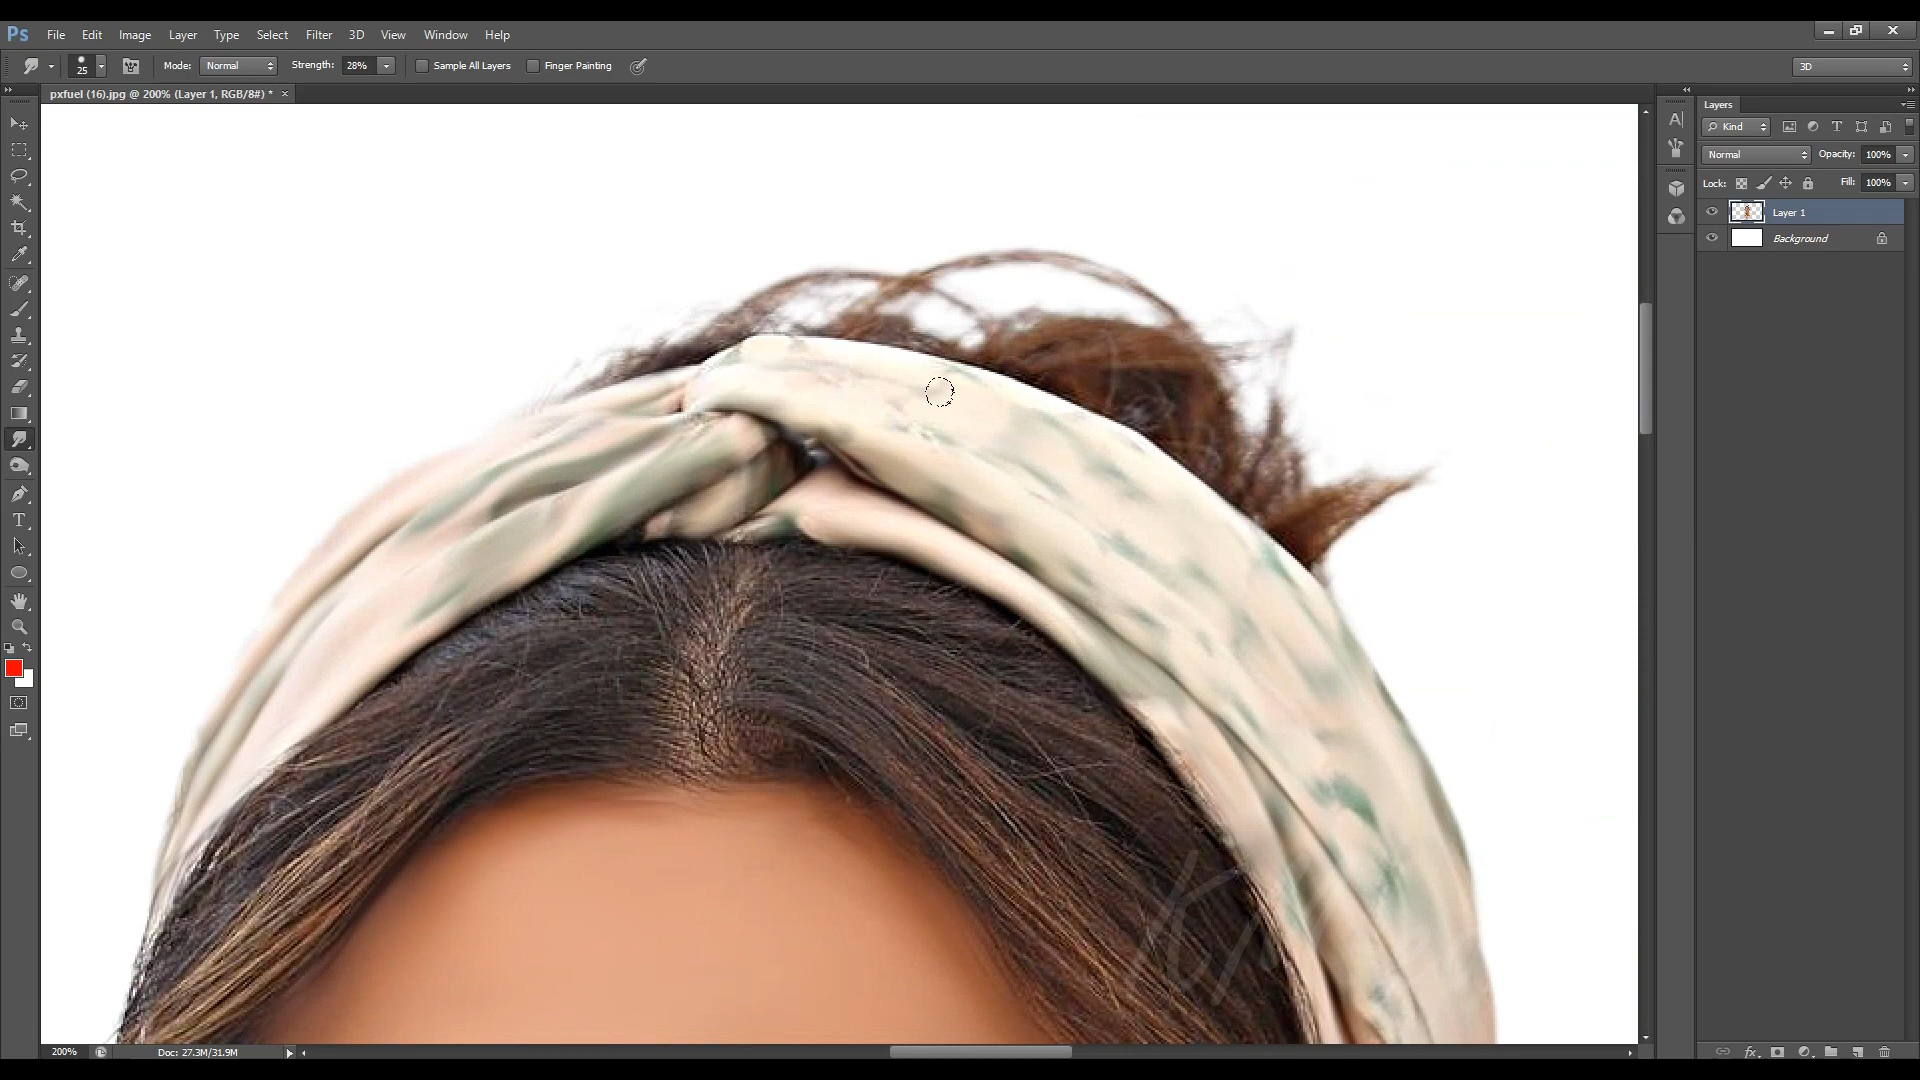 Ps File Edit Image Layer Type Select Filter 3D View Window Help
25 Mode: Normal Strength: 28% Sample All Layers Finger Painting 3D
pxfuel (16).jpg @ 200% (Layer 1, RGB/8#) * ×
Layers
Kind
Normal Opacity: 100%
Lock: Fill: 100%
Layer 1
Background
200% Doc: 27.3M/31.9M